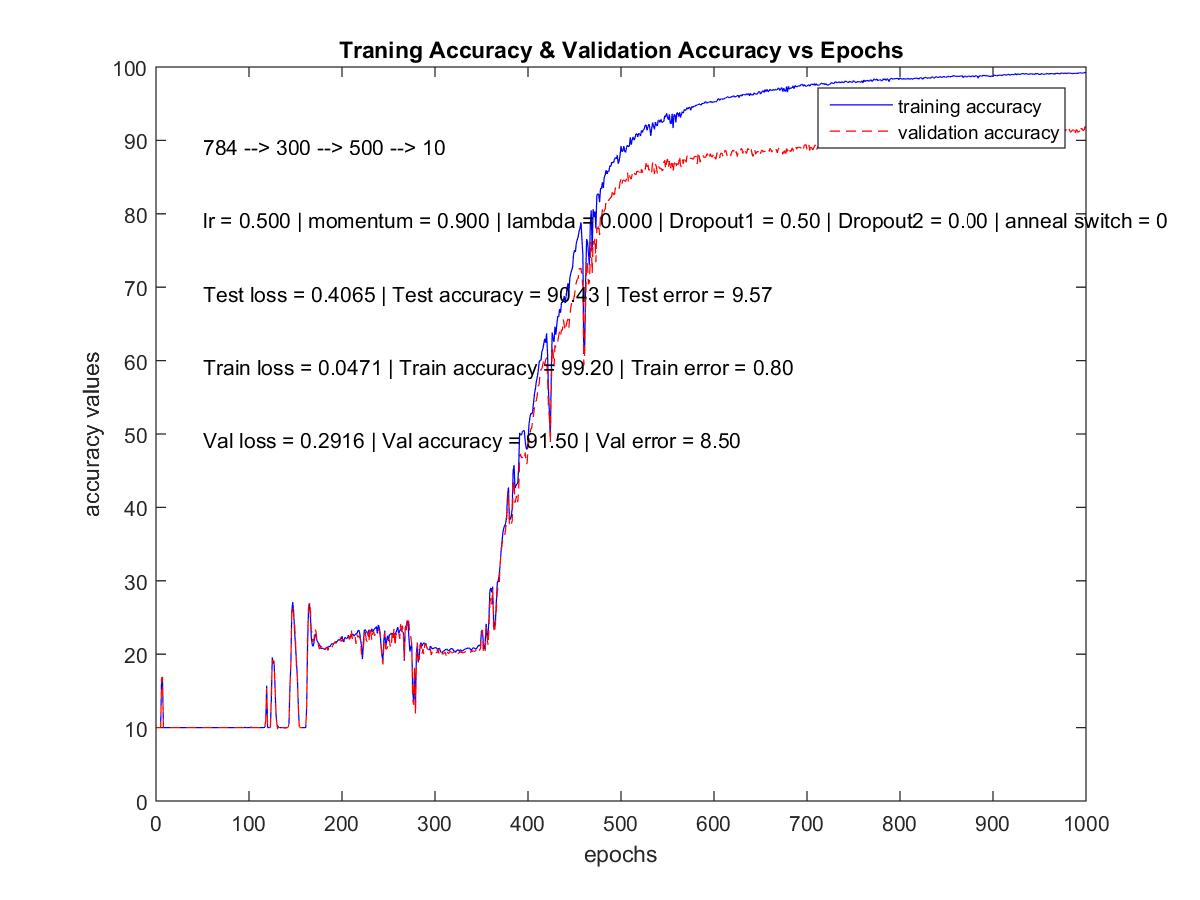 Traning Accuracy & Validation Accuracy vs Epochs
100
90
80
70
60
50
40
30
20
10
0
accuracy values
training accuracy
validation accuracy
784 --> 300 --> 500 --> 10
lr = 0.500 | momentum = 0.900 | lambda = 0.000 | Dropout1 = 0.50 | Dropout2 = 0.00 | anneal switch = 0
Test loss = 0.4065 | Test accuracy = 90.43 | Test error = 9.57
Train loss = 0.0471 | Train accuracy = 99.20 | Train error = 0.80
Val loss = 0.2916 | Val accuracy = 91.50 | Val error = 8.50
0 100 200 300 400 500 600 700 800 900 1000
epochs